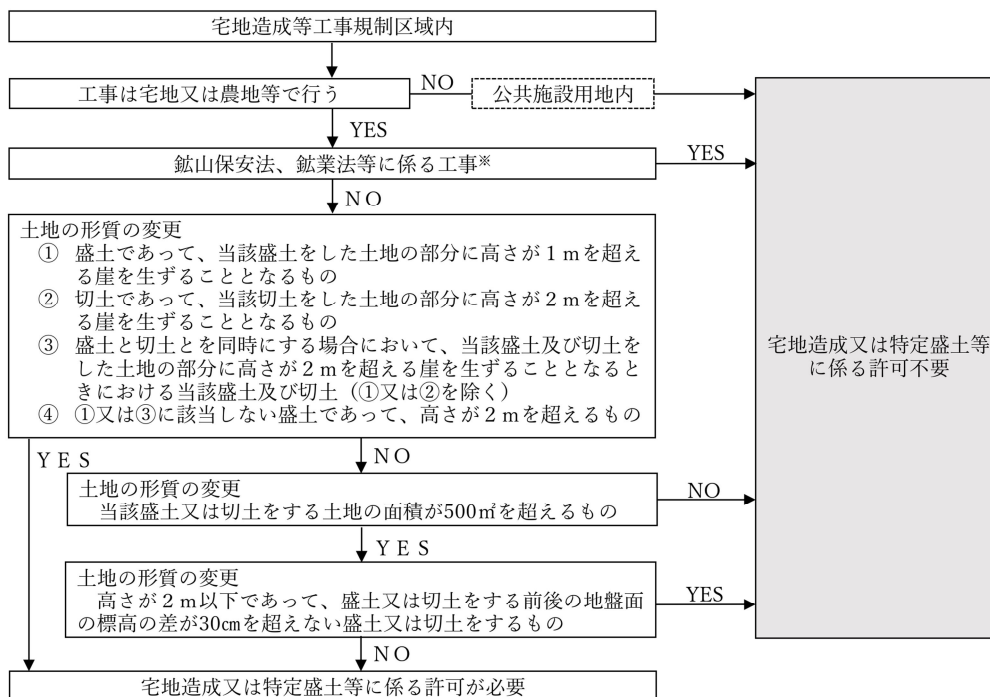 宅地造成等工事規制区域内
工事は宅地又は農地等で行う
NO
公共施設用地内
YES
鉱山保安法、鉱業法等に係る工事※
YES
NO
土地の形質の変更
① 盛土であって、当該盛土をした土地の部分に高さが1mを超え
る崖を生ずることとなるもの
② 切土であって、当該切土をした土地の部分に高さが2mを超え
る崖を生ずることとなるもの
③ 盛土と切土とを同時にする場合において、当該盛土及び切土を
した土地の部分に高さが2mを超える崖を生ずることとなると
きにおける当該盛土及び切土（①又は②を除く）
④ ①又は③に該当しない盛土であって、高さが2mを超えるもの
宅地造成又は特定盛土等
に係る許可不要
YES
NO
土地の形質の変更
当該盛土又は切土をする土地の面積が500㎡を超えるもの
NO
YES
土地の形質の変更
高さが2m以下であって、盛土又は切土をする前後の地盤面
の標高の差が30㎝を超えない盛土又は切土をするもの
YES
NO
宅地造成又は特定盛土等に係る許可が必要